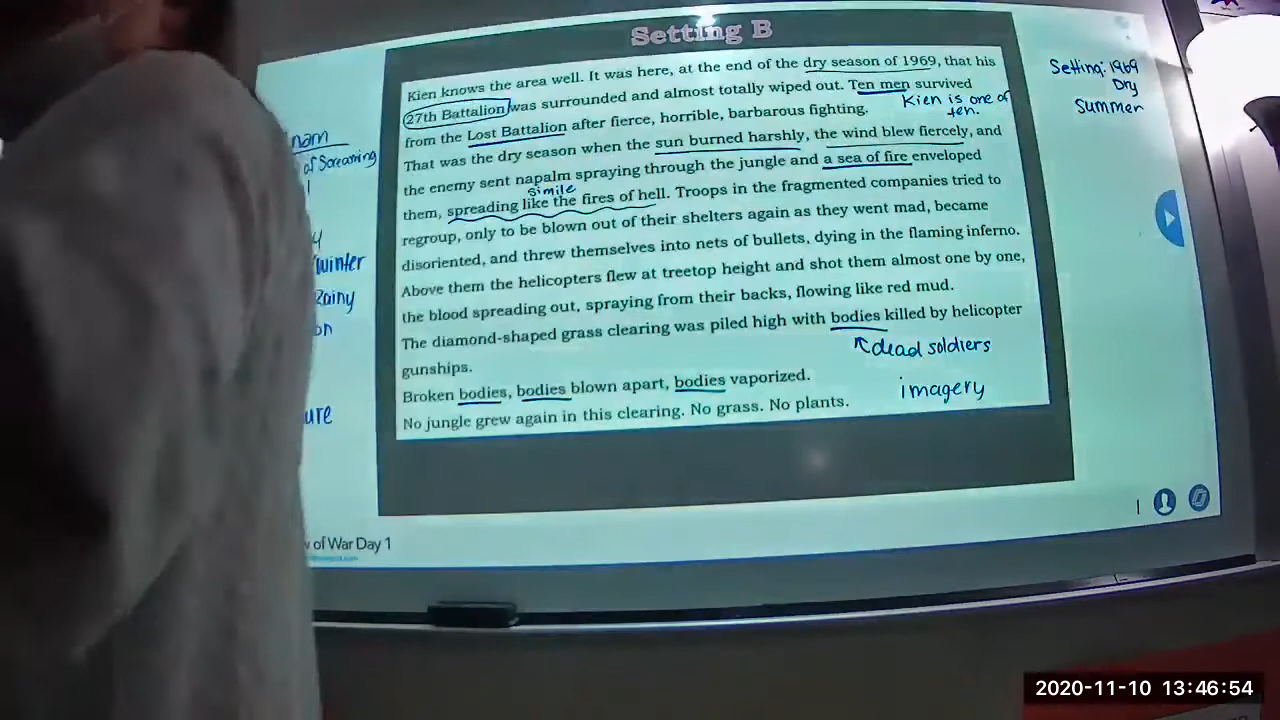 Setting B
Kien knows the area well. It was here, at the end of the dry season of 1969, that his
27th Battalion was surrounded and almost totally wiped out. Ten men survived
Kien is one of
ten.
from the Lost Battalion after fierce, horrible, barbarous fighting.
That was the dry season when the sun burned harshly, the wind blew fiercely, and
the enemy sent napalm spraying through the jungle and a sea of fire enveloped
simile
them, spreading like the fires of hell. Troops in the fragmented companies tried to
regroup, only to be blown out of their shelters again as they went mad, became
disoriented, and threw themselves into nets of bullets, dying in the flaming inferno.
Above them the helicopters flew at treetop height and shot them almost one by one,
the blood spreading out, spraying from their backs, flowing like red mud.
The diamond-shaped grass clearing was piled high with bodies killed by helicopter
gunships.
dead soldiers
Broken bodies, bodies blown apart, bodies vaporized.
imagery
No jungle grew again in this clearing. No grass. No plants.
Setting: 1969
Dry
Summer
nam
of Screaming
y
winter
Rainy
on
ure
of War Day 1
2020-11-10 13:46:54